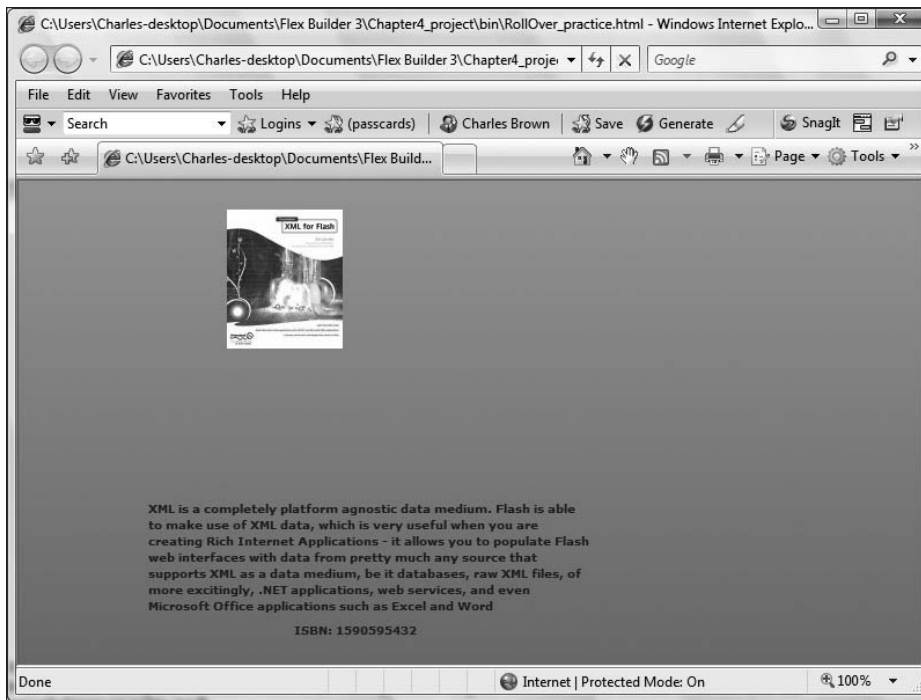 C:\Users\Charles-desktop\Documents\Flex Builder 3\Chapter4_project\bin\RollOver_practice.html - Windows Internet Explo...
C:\Users\Charles-desktop\Documents\Flex Builder 3\Chapter4_proje
Google
File Edit View Favorites Tools Help
Search Logins (passcards) Charles Brown Save Generate SnagIt
C:\Users\Charles-desktop\Documents\Flex Build... Page Tools
XML for Flash
XML is a completely platform agnostic data medium. Flash is able
to make use of XML data, which is very useful when you are
creating Rich Internet Applications - it allows you to populate Flash
web interfaces with data from pretty much any source that
supports XML as a data medium, be it databases, raw XML files, of
more excitingly, .NET applications, web services, and even
Microsoft Office applications such as Excel and Word
ISBN: 1590595432
Done Internet | Protected Mode: On 100%